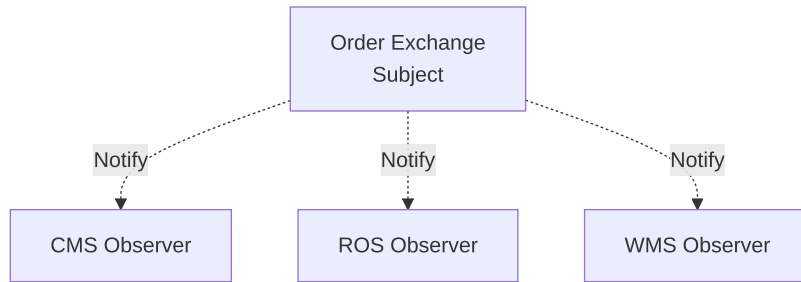 Order Exchange
Subject
Notify
Notify
Notify
CMS Observer
ROS Observer
WMS Observer